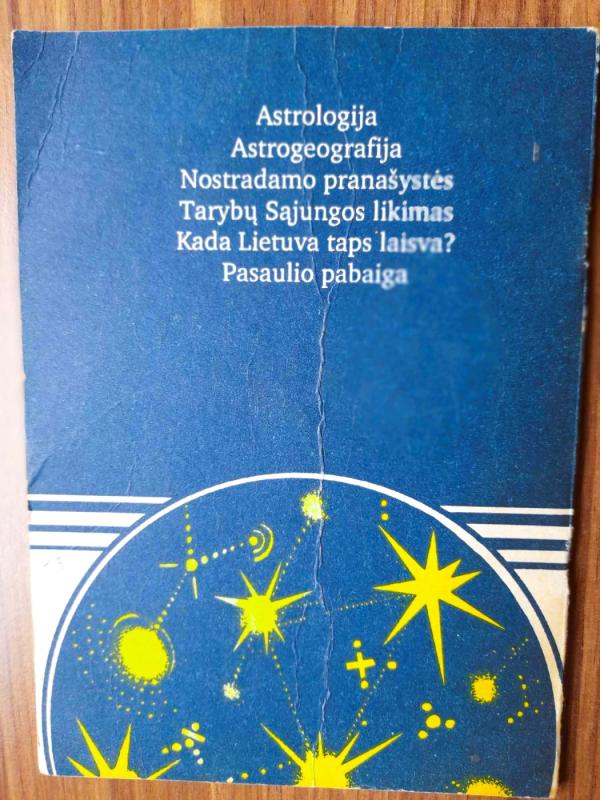 Astrologija
Astrogeografija
Nostradamo pranašystės
Tarybų Sąjungos likimas
Kada Lietuva taps laisva?
Pasaulio pabaiga